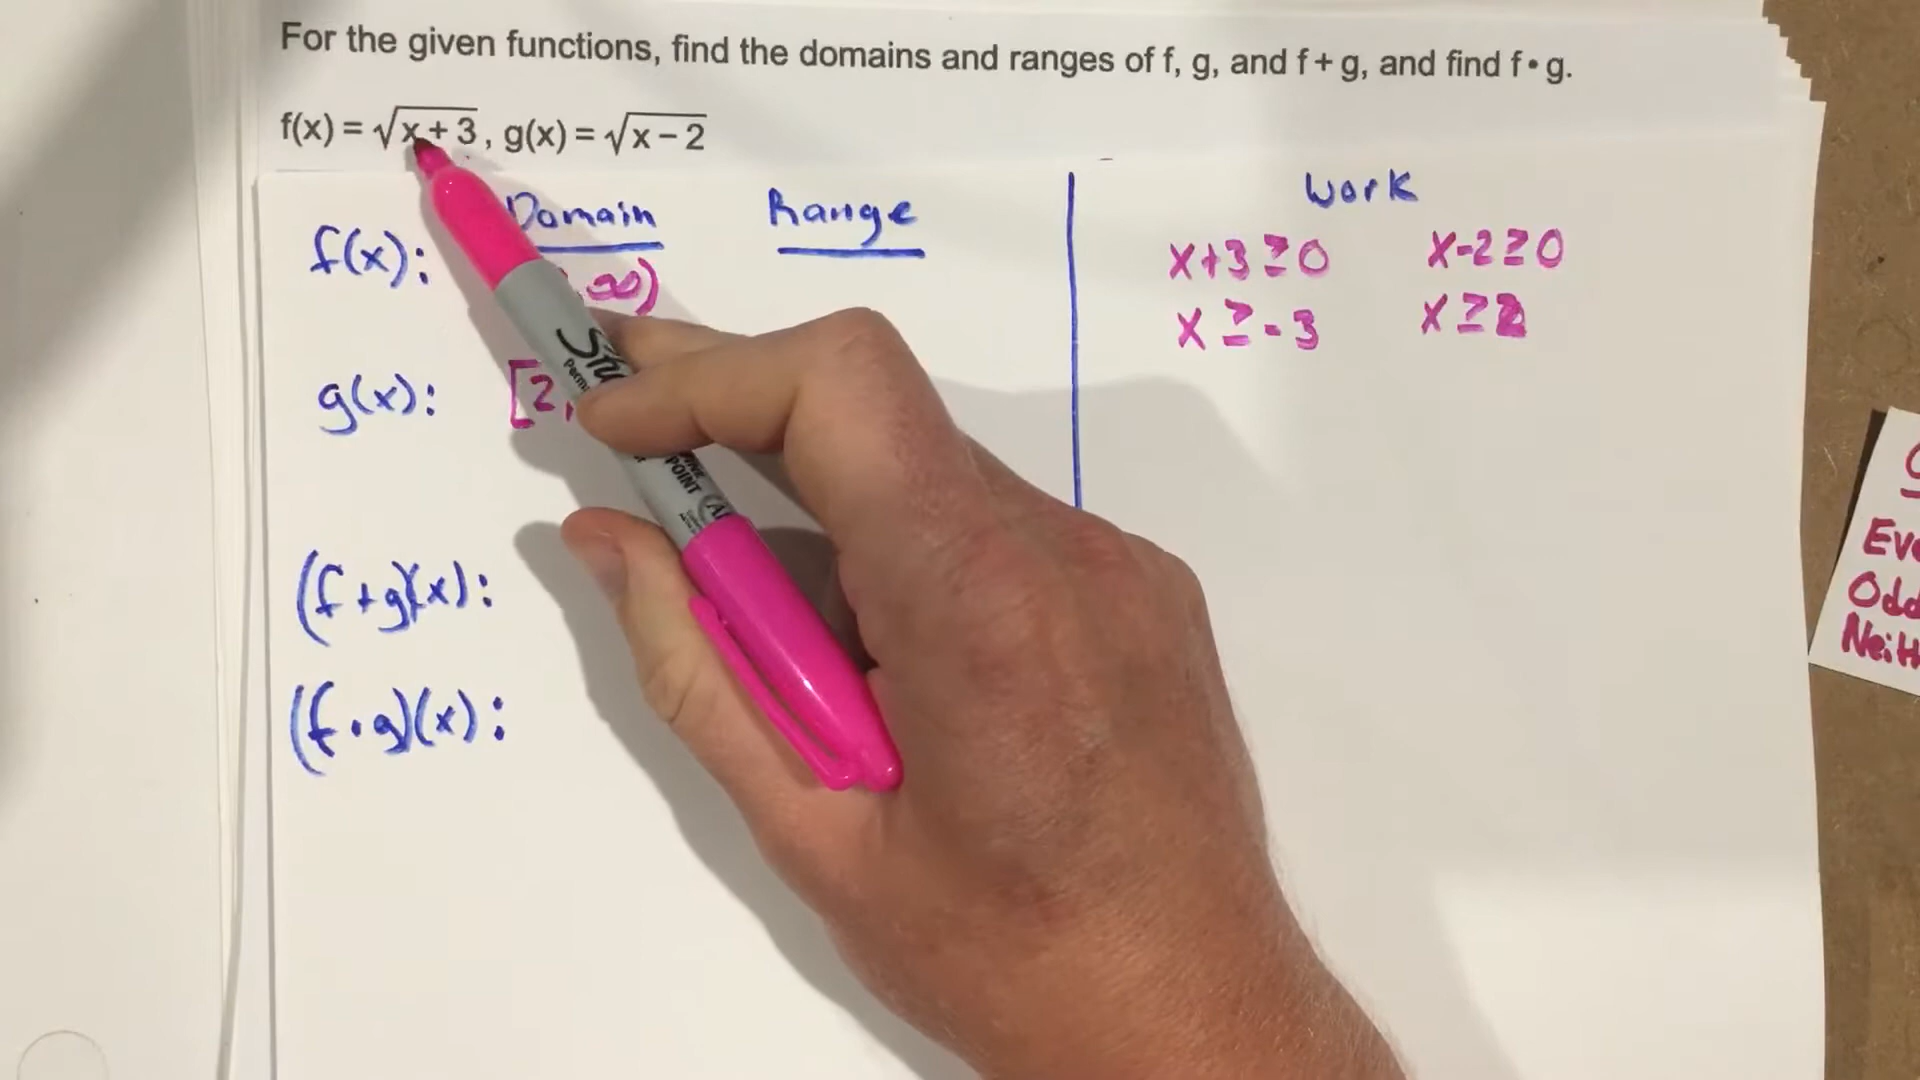 For the given functions, find the domains and ranges of f, g, and f + g, and find f • g.
f(x) = √x + 3, g(x) = √x − 2
Domain Range Work
f(x): ∞) x+3≥0 x-2≥0
x≥-3 x≥2
g(x): [2,
POINT
(f+g)(x):
(f•g)(x):